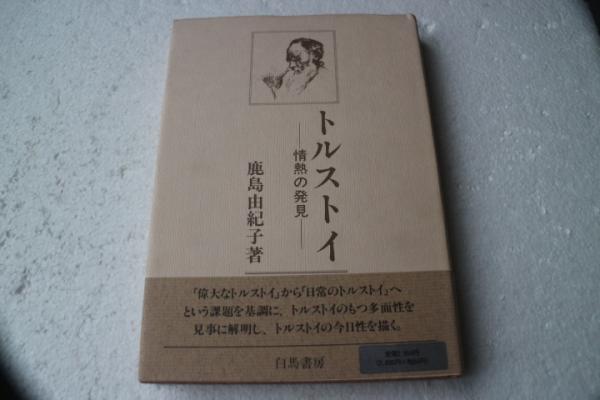 トルストイ
――情熱の発見――
鹿島由紀子著
「偉大なトルストイ」から「日常のトルストイ」へ
という課題を基調に、トルストイのもつ多面性を
見事に解明し、トルストイの今日性を描く。
白馬書房